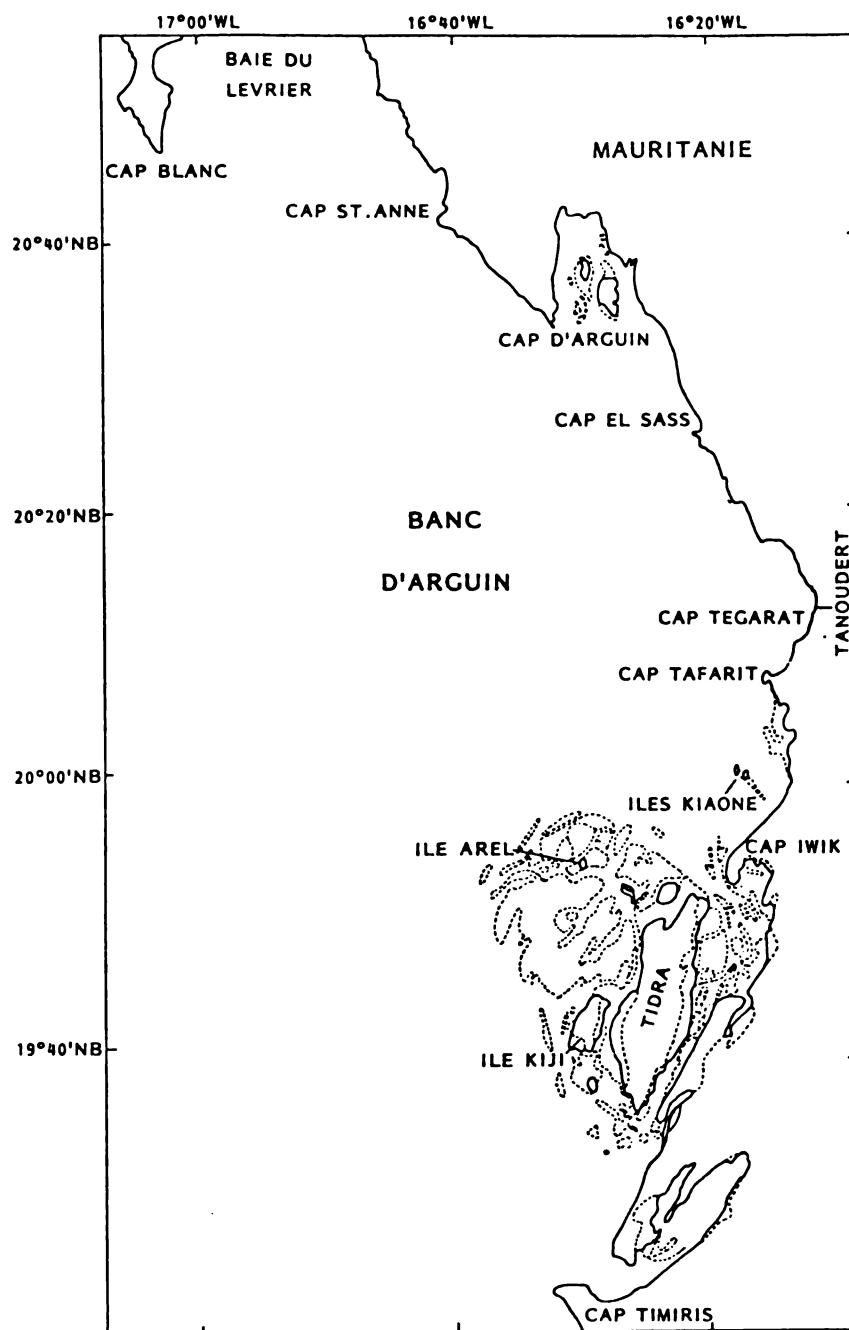 17°00'WL
16°40'WL
16°20'WL
BAIE DU
LEVRIER
MAURITANIE
CAP BLANC
CAP ST.ANNE
20°40'NB
CAP D'ARGUIN
CAP EL SASS
20°20'NB
BANC
D'ARGUIN
TANOUDERT
CAP TEGARAT
CAP TAFARIT
20°00'NB
ILES KIAONE
ILE AREL
CAP IWIK
TIDRA
19°40'NB
ILE KIJI
CAP TIMIRIS